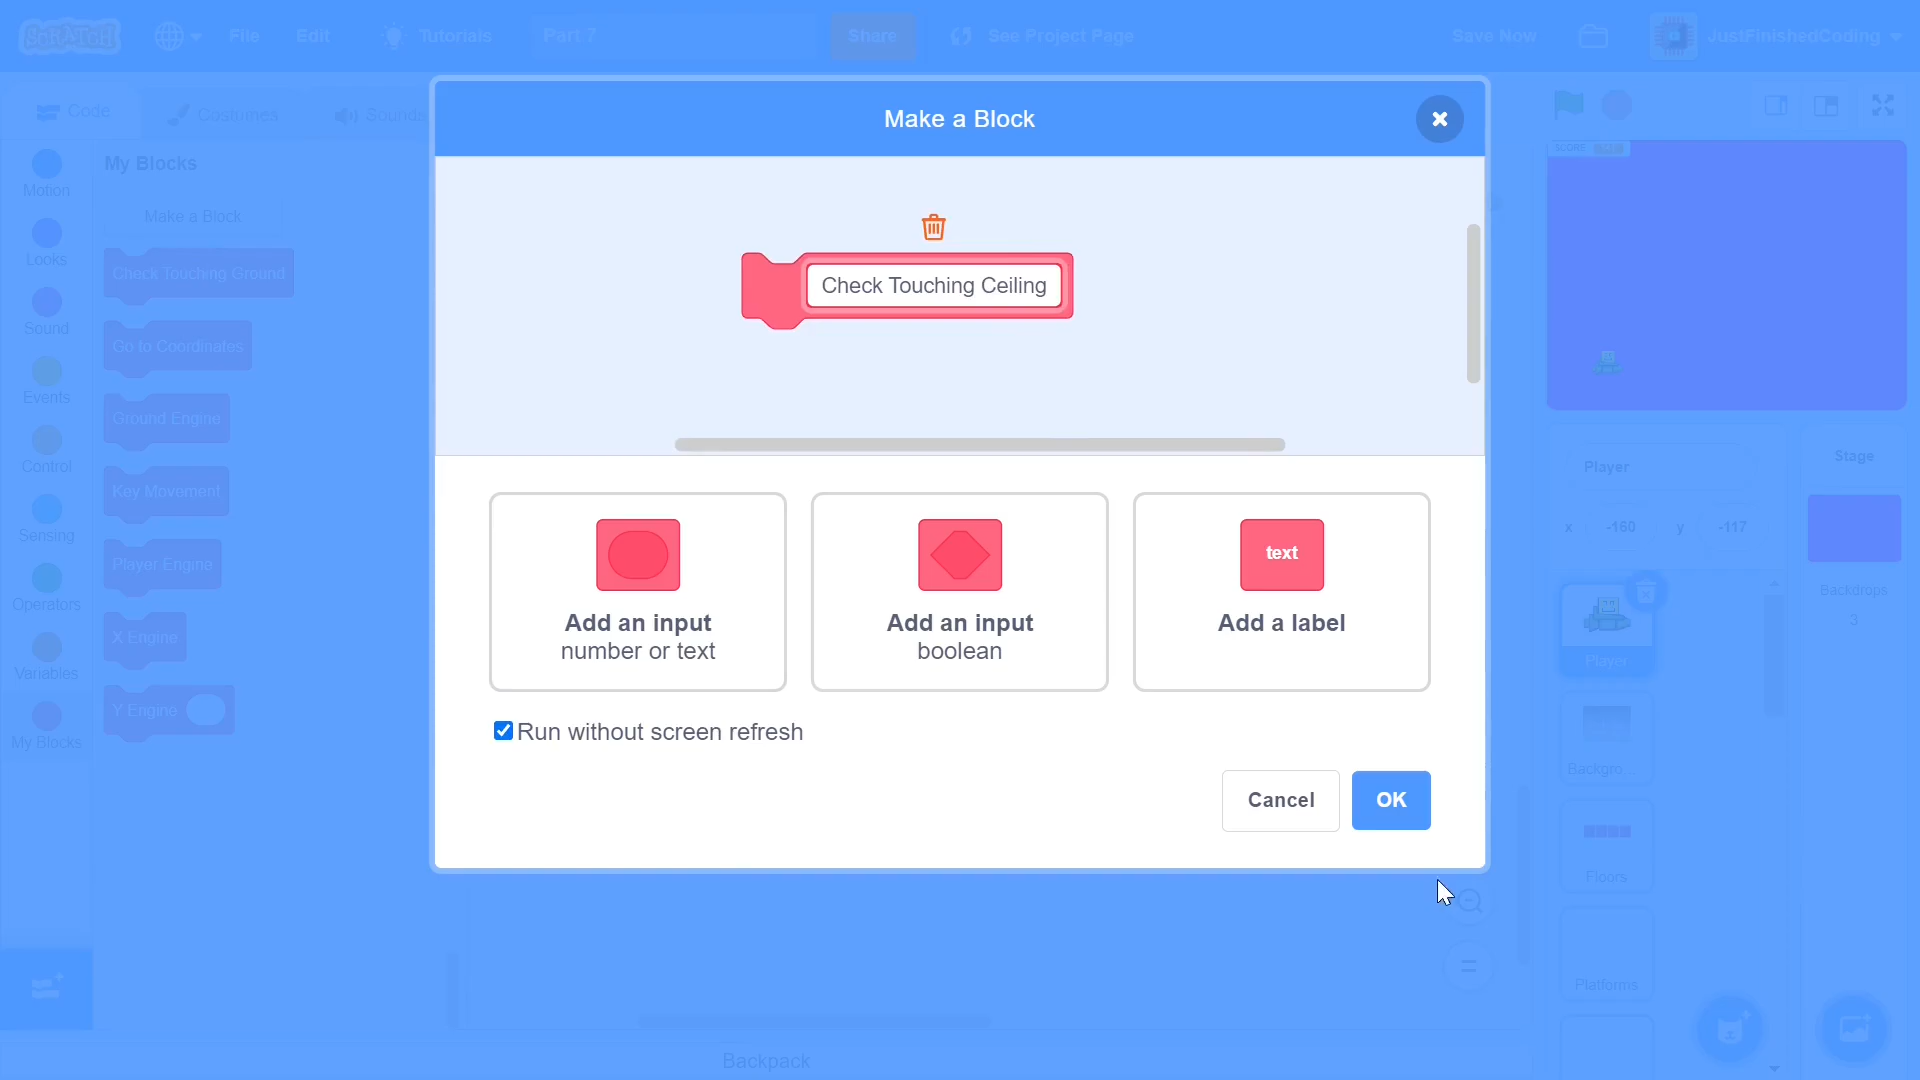 SCRATCH
File
Edit
Tutorials
Part 7
Share
See Project Page
Save Now
JustFinishedCoding
Code
Costumes
Sounds
Make a Block
Motion
Looks
Sound
Events
Control
Sensing
Operators
Variables
My Blocks
My Blocks
Make a Block
Check Touching Ground
Go to Coordinates
Ground Engine
Key Movement
Player Engine
X Engine
Y Engine
Check Touching Ceiling
Add an input
number or text
Add an input
boolean
text
Add a label
Run without screen refresh
Cancel
OK
SCORE
Player
x -160 y -117
Player
Backgro...
Floors
Platforms
Stage
Backdrops
3
Backpack